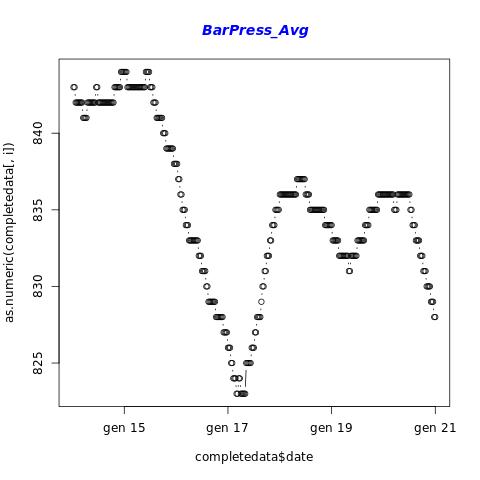 BarPress_Avg
as.numeric(completedata[, i])
840
835
830
825
gen 15
gen 17
gen 19
gen 21
completedata$date